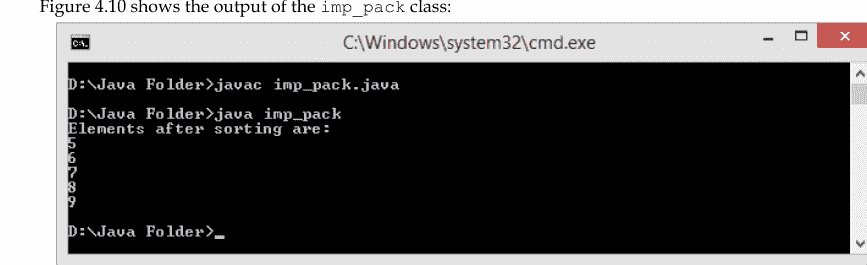 Figure 4.10 shows the output of the imp_pack class:
C:\Windows\system32\cmd.exe
D:\Java Folder>javac imp_pack.java
D:\Java Folder>java imp_pack
Elements after sorting are:
5
6
7
8
9
D:\Java Folder>_